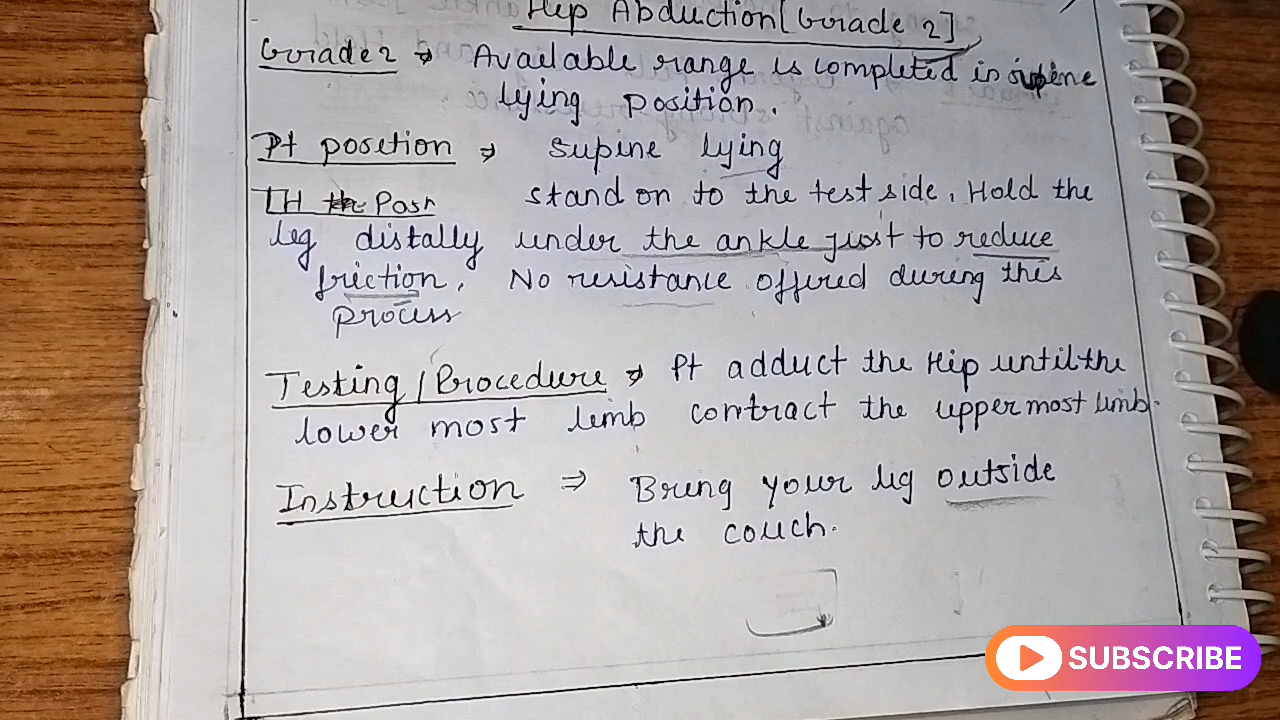 Hip Abduction [Grade 2]
Grade 2 → Available range is completed in supine
lying position.
Pt position ⇒ supine lying
TH Posn stand on to the test side. Hold the
leg distally under the ankle just to reduce
friction. No resistance offered during this
process
Testing/Procedure → Pt adduct the Hip until the
lower most limb contract the uppermost limb.
Instruction ⇒ Bring your leg outside
the couch.
SUBSCRIBE